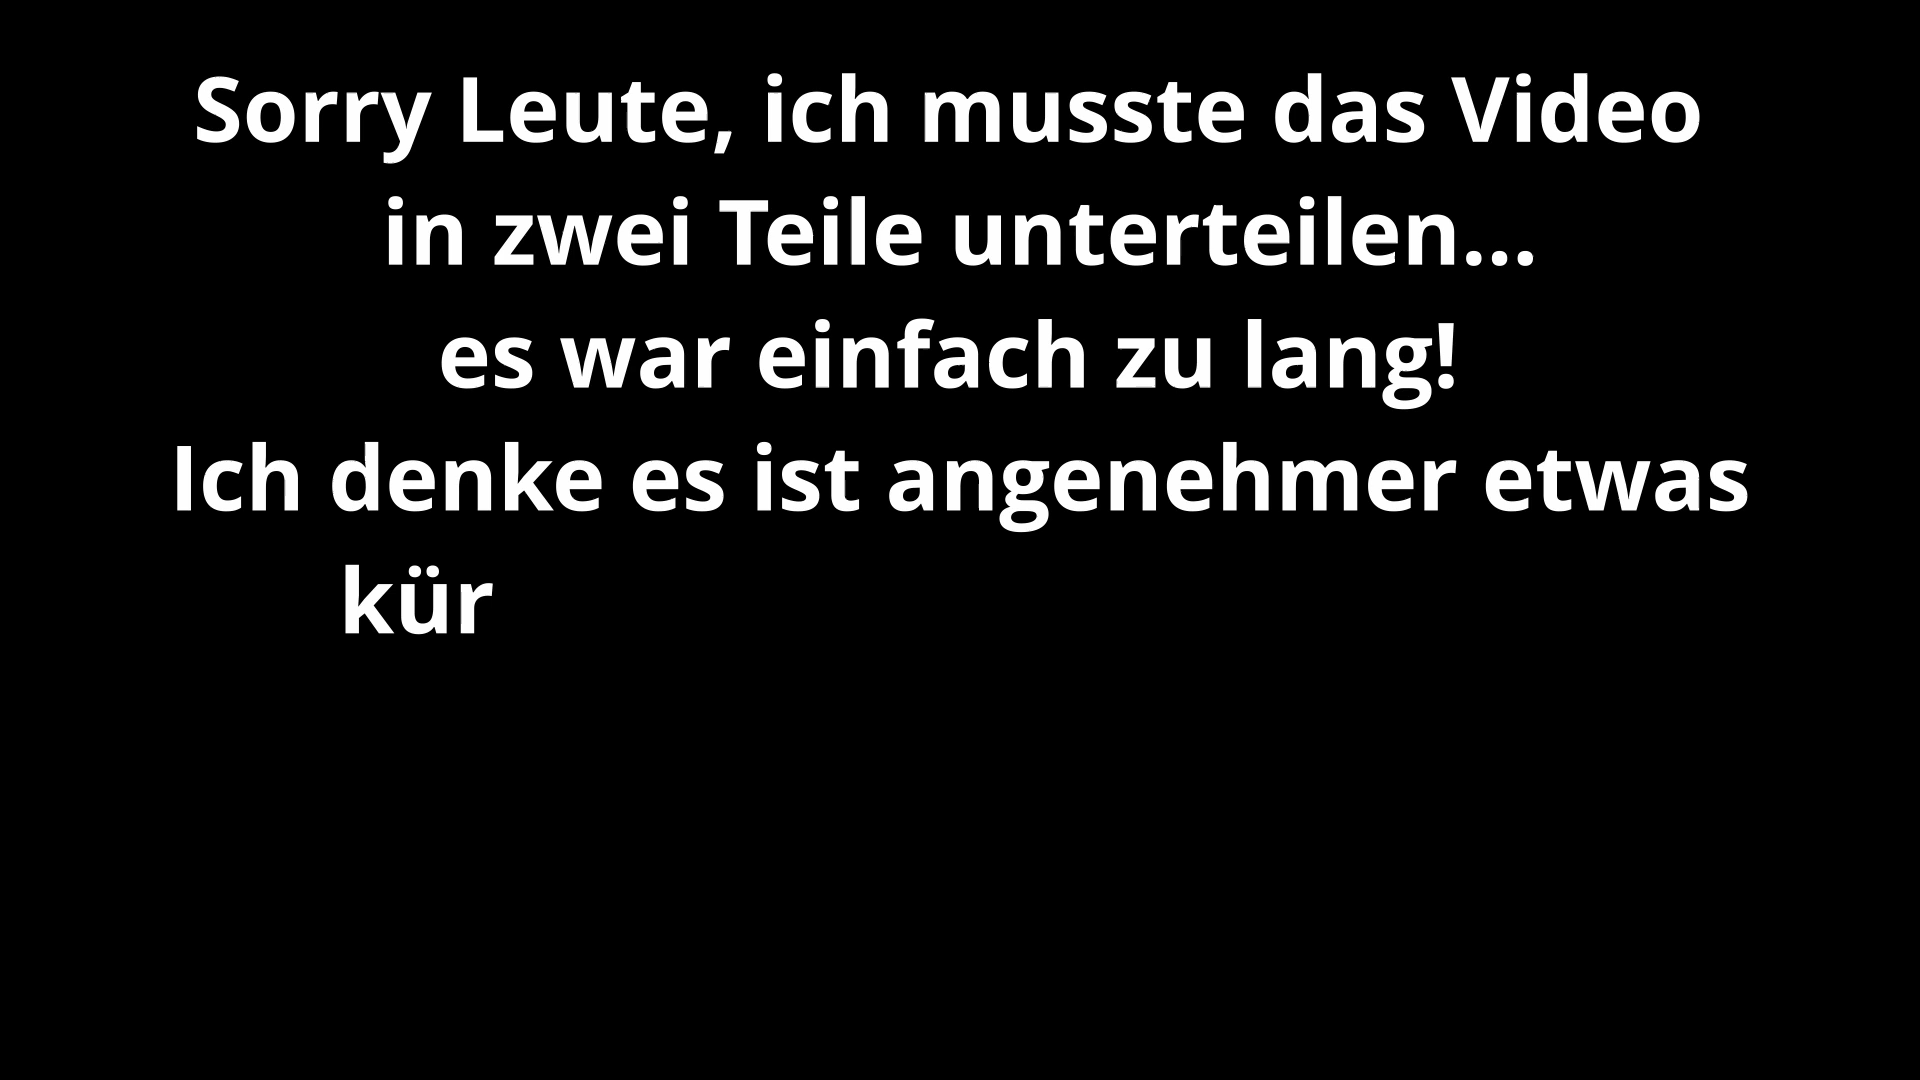 Sorry Leute, ich musste das Video
in zwei Teile unterteilen...
es war einfach zu lang!
Ich denke es ist angenehmer etwas
kür